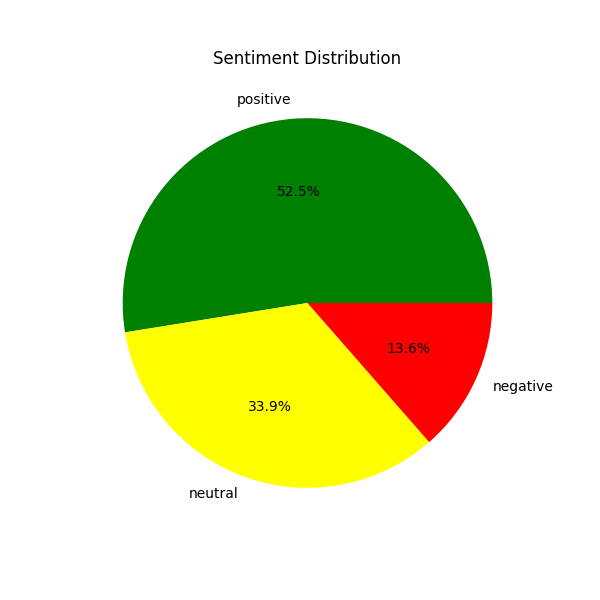 Sentiment Distribution
positive
52.5%
13.6%
negative
33.9%
neutral